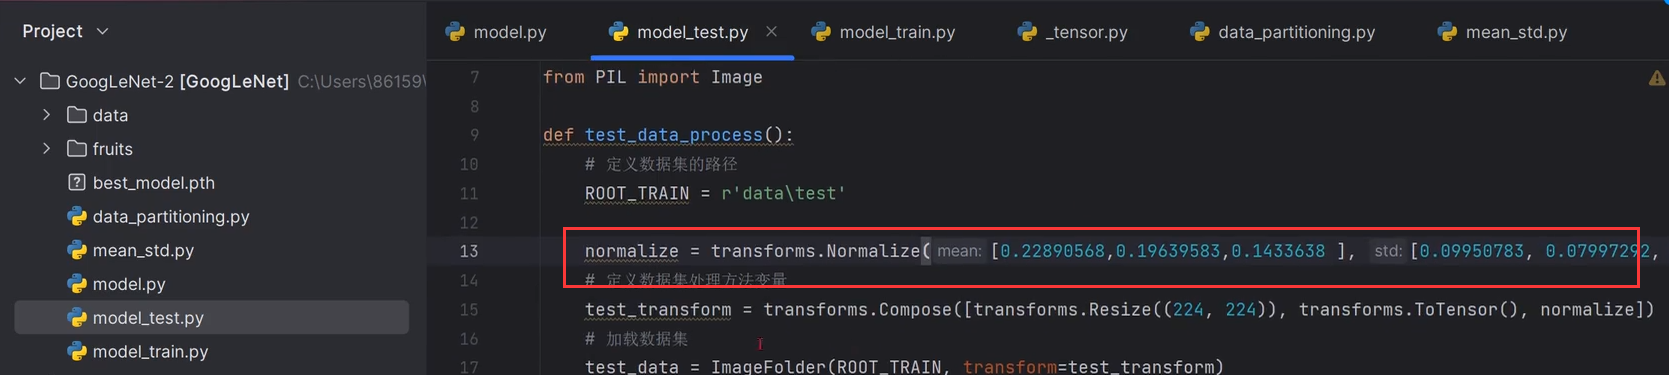 Project
model.py
model_test.py
model_train.py
_tensor.py
data_partitioning.py
mean_std.py
GoogLeNet-2 [GoogLeNet] C:\Users\86159\
data
fruits
best_model.pth
data_partitioning.py
mean_std.py
model.py
model_test.py
model_train.py
7 from PIL import Image
8
9 def test_data_process():
10 # 定义数据集的路径
11 ROOT_TRAIN = r'data\test'
12
13 normalize = transforms.Normalize( mean: [0.22890568,0.19639583,0.1433638 ], std: [0.09950783, 0.07997292,
14 # 定义数据集处理方法变量
15 test_transform = transforms.Compose([transforms.Resize((224, 224)), transforms.ToTensor(), normalize])
16 # 加载数据集
17 test_data = ImageFolder(ROOT_TRAIN, transform=test_transform)